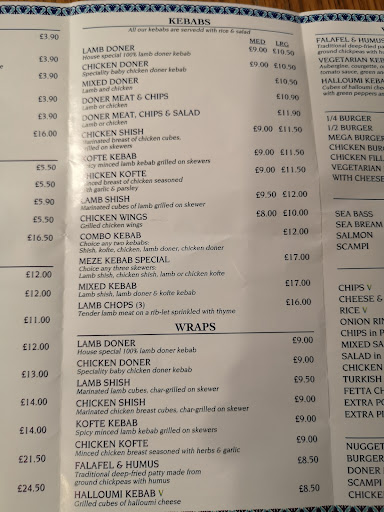 £3.90
£3.90
£3.90
£3.90
£16.00
£5.50
£5.50
£5.90
£5.50
£16.50
£12.00
£12.00
£11.00
£12.00
£13.00
£14.00
£14.00
£21.50
£24.50
KEBABS
All our kebabs are servedd with rice & salad
MED LRG
LAMB DONER £9.00 £10.50
House special 100% lamb doner kebab
CHICKEN DONER £9.00 £10.50
Speciality baby chicken doner kebab
MIXED DONER £10.50
Lamb and chicken
DONER MEAT & CHIPS £10.90
Lamb or chicken
DONER MEAT, CHIPS & SALAD £11.90
Lamb or chicken
CHICKEN SHISH £9.00 £11.50
Marinated breast of chicken cubes,
grilled on skewers
KOFTE KEBAB £9.00 £11.50
Spicy minced lamb kebab grilled on skewers
CHICKEN KOFTE £9.00 £11.50
Minced breast of chicken seasoned
with garlic & parsley
LAMB SHISH £9.50 £12.00
Marinated cubes of lamb grilled on skewer
CHICKEN WINGS £8.00 £10.00
Grilled chicken wings
COMBO KEBAB £12.00
Choice any two kebabs:
Shish, kofte, chicken, lamb doner, chicken doner
MEZE KEBAB SPECIAL £17.00
Choice any three skewers:
Lamb shish, chicken shish, lamb or chicken kofte
MIXED KEBAB £17.00
Lamb shish, lamb doner & kofte kebab
LAMB CHOPS (3) £16.00
Tender lamb meat on a rib-let sprinkled with thyme
WRAPS
LAMB DONER £9.00
House special 100% lamb doner kebab
CHICKEN DONER £9.00
Speciality baby chicken doner kebab
LAMB SHISH £9.50
Marinated lamb cubes, char-grilled on skewer
CHICKEN SHISH £9.00
Marinated chicken breast cubes, char-grilled on skewer
KOFTE KEBAB £9.00
Spicy minced lamb kebab grilled on skewers
CHICKEN KOFTE £9.00
Minced chicken breast seasoned with herbs & garlic
FALAFEL & HUMUS £8.50
Traditional deep-fried patty made from
ground chickpeas with humus
HALLOUMI KEBAB V £8.50
Grilled cubes of halloumi cheese
FALAFEL & HUMUS
Traditional deep-fried patty
ground chickpeas with hum
VEGETARIAN KEB
Aubergine, courgette,
tomato sauce, green
HALLOUMI KEBAB
Cubes of halloumi chee
with green peppers an
1/4 BURGER
1/2 BURGER
MEGA BURGER
CHICKEN BUR
CHICKEN FILL
VEGETARIAN
WITH CHEESE
SEA BASS
SEA BREAM
SALMON
SCAMPI
CHIPS V
CHEESE &
RICE V
ONION RIN
CHIPS in P
MIXED SA
SALAD in
CHICKEN
TURKISH
FETTA CH
EXTRA PO
EXTRA PI
NUGGET
BURGER
DONER
SCAMPI
CHICKE